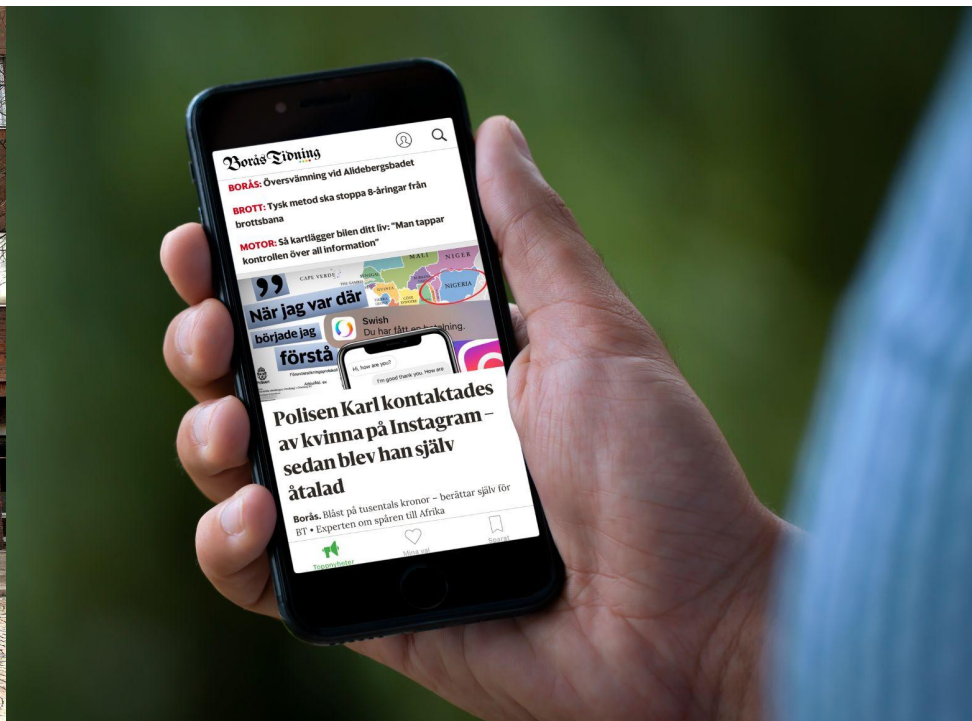 Borås Tidning
BORÅS: Översvämning vid Alidebergsbadet
BROTT: Tysk metod ska stoppa 8-åringar från
brottsbana
MOTOR: Så kartlägger bilen ditt liv: "Man tappar
kontrollen över all information"
MALI NIGER
CAPE VERDE
NIGERIA
”
När jag var där
började jag
förstå
Swish
Du har fått en betalning.
Hi, how are you?
I'm good thank you. How are
Polisen Karl kontaktades
av kvinna på Instagram –
sedan blev han själv
åtalad
Borås. Blåst på tusentals kronor – berättar själv för
BT • Experten om spåren till Afrika
Toppnyheter Mina val Sparat